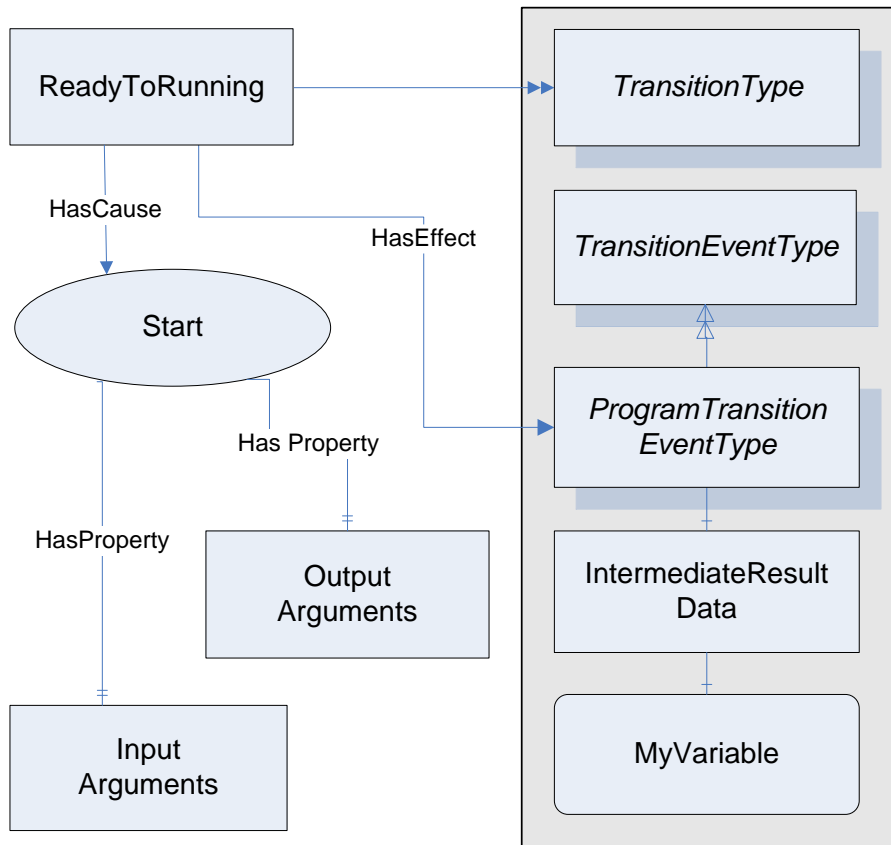 ReadyToRunning
TransitionType
HasCause
HasEffect
TransitionEventType
Start
ProgramTransition
EventType
Has Property
HasProperty
Output
Arguments
IntermediateResult
Data
Input
Arguments
MyVariable